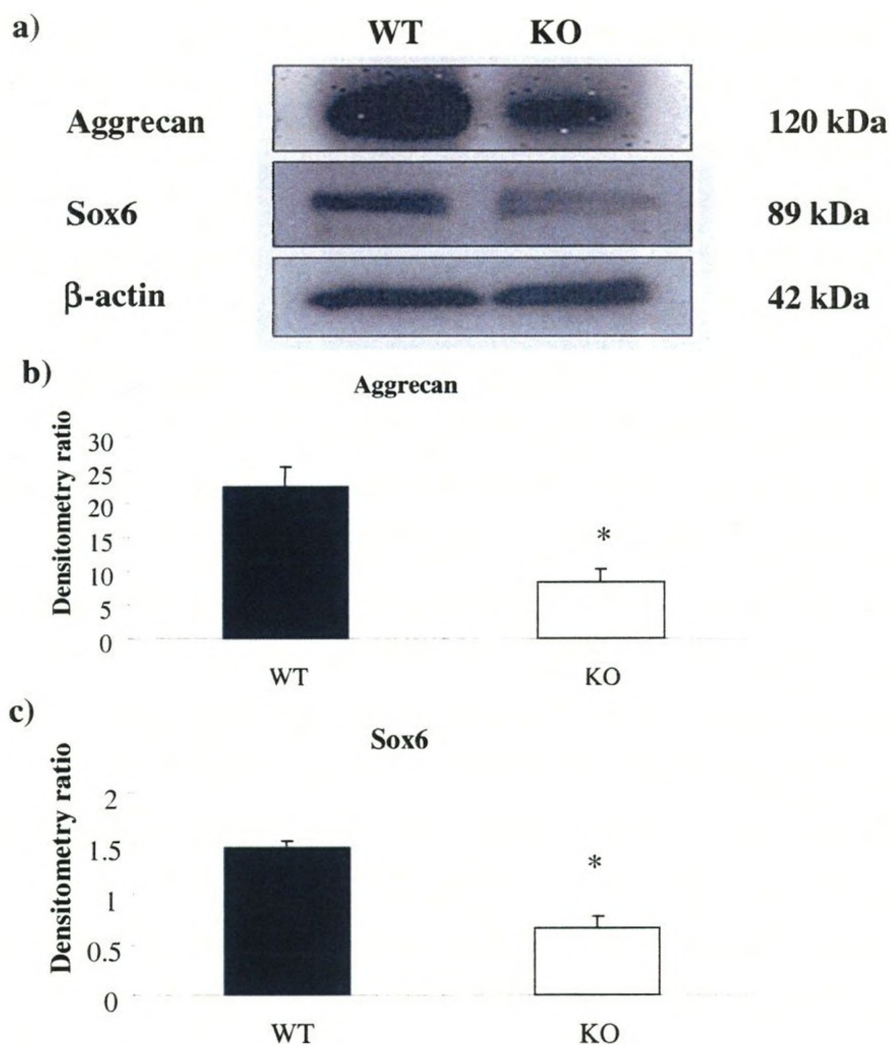 a)
WT KO
Aggrecan 120 kDa
Sox6 89 kDa
β-actin 42 kDa
b)
Aggrecan
Densitometry ratio
30
25
20
15
10
5
0
*
WT KO
c)
Sox6
Densitometry ratio
2
1.5
1
0.5
0
*
WT KO